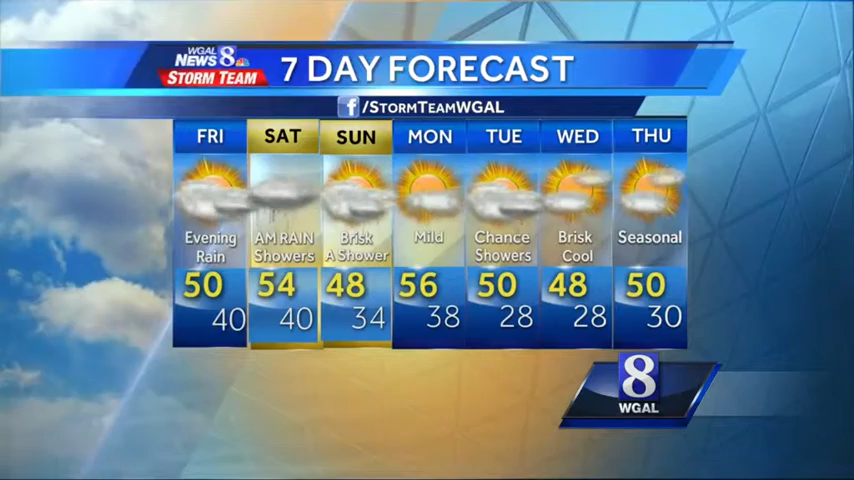 WGAL
NEWS 8
STORM TEAM
7 DAY FORECAST
f/STORMTEAMWGAL
FRI SAT SUN MON TUE WED THU
Evening Rain
AM RAIN Showers
Brisk A Shower
Mild
Chance Showers
Brisk Cool
Seasonal
50 54 48 56 50 48 50
40 40 34 38 28 28 30
8
WGAL